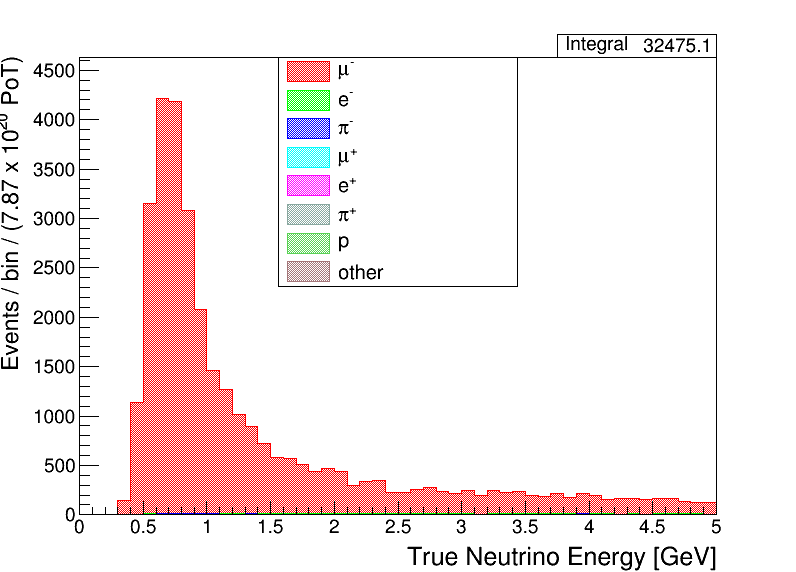 Integral 32475.1
Events / bin / (7.87 x 10²⁰ PoT)
4500
4000
3500
3000
2500
2000
1500
1000
500
0
μ⁻
e⁻
π⁻
μ⁺
e⁺
π⁺
p
other
0 0.5 1 1.5 2 2.5 3 3.5 4 4.5 5
True Neutrino Energy [GeV]